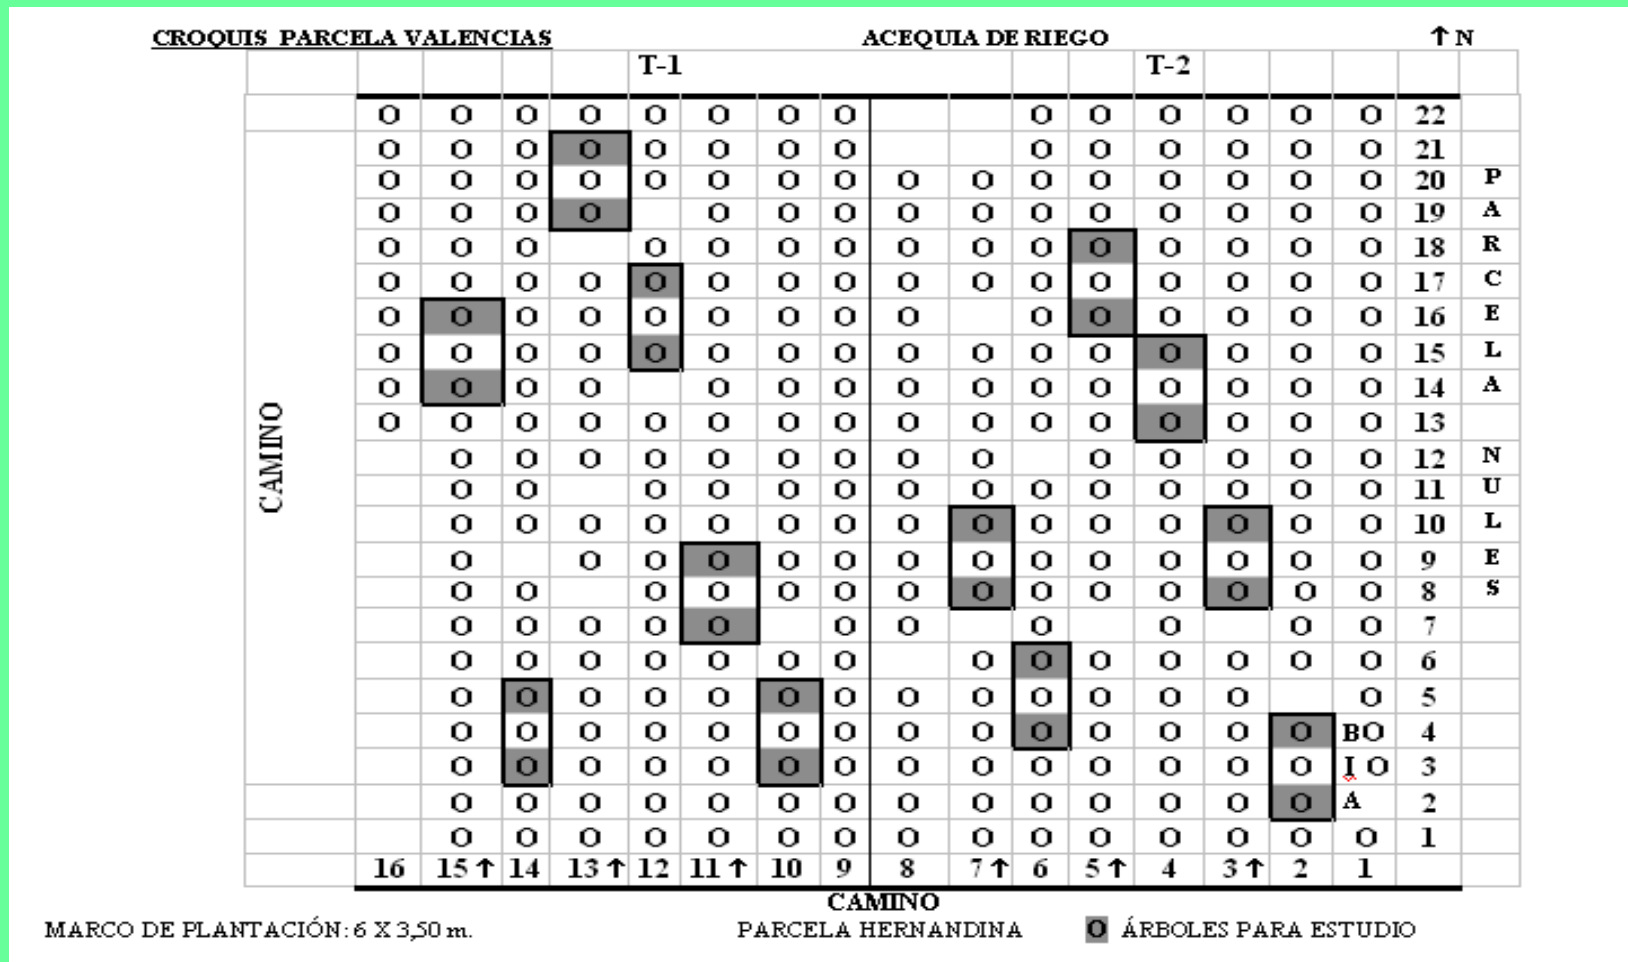 CROQUIS PARCELA VALENCIAS
ACEQUIA DE RIEGO
↑ N
T-1
T-2
O O O O O O O O O O O O O O 22
O O O O O O O O O O O O O O 21
O O O O O O O O O O O O O O O O 20
O O O O O O O O O O O O O O O 19
O O O O O O O O O O O O O O O 18
O O O O O O O O O O O O O O O O 17
O O O O O O O O O O O O O O O 16
O O O O O O O O O O O O O O O O 15
O O O O O O O O O O O O O O O 14
O O O O O O O O O O O O O O O O 13
O O O O O O O O O O O O O O 12
O O O O O O O O O O O O O O 11
O O O O O O O O O O O O O O O 10
O O O O O O O O O O O O O O 9
O O O O O O O O O O O O O O 8
O O O O O O O O O O O 7
O O O O O O O O O O O O O O 6
O O O O O O O O O O O O O O 5
O O O O O O O O O O O O O O BO 4
O O O O O O O O O O O O O O I O 3
O O O O O O O O O O O O O O A 2
O O O O O O O O O O O O O O O 1
16 15 ↑ 14 13 ↑ 12 11 ↑ 10 9 8 7 ↑ 6 5 ↑ 4 3 ↑ 2 1
CAMINO
PARCELA NULES
CAMINO
MARCO DE PLANTACIÓN: 6 X 3,50 m.
PARCELA HERNANDINA
O ÁRBOLES PARA ESTUDIO